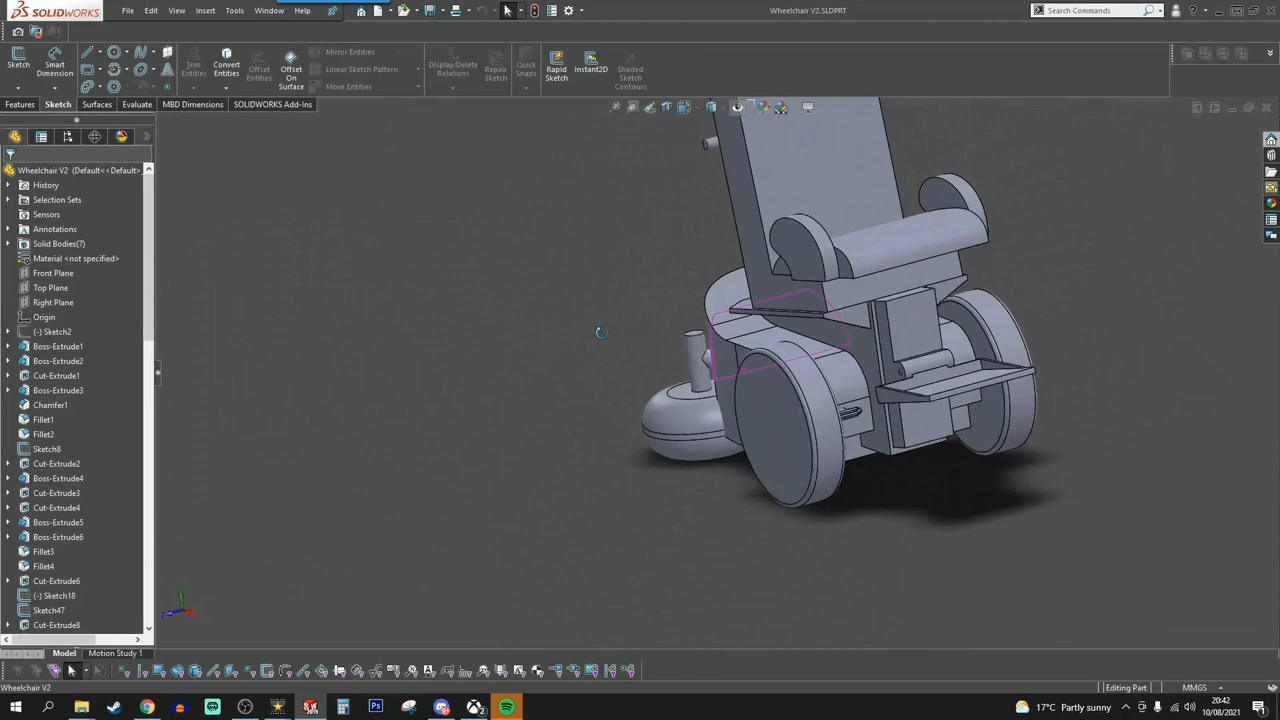 SOLIDWORKS
File
Edit
View
Insert
Tools
Window
Help
Wheelchair V2.SLDPRT
Search Commands
Sketch
Smart Dimension
Trim Entities
Convert Entities
Offset Entities
Offset On Surface
Mirror Entities
Linear Sketch Pattern
Move Entities
Display/Delete Relations
Repair Sketch
Quick Snaps
Rapid Sketch
Instant2D
Shaded Sketch Contours
Features
Sketch
Surfaces
Evaluate
MBD Dimensions
SOLIDWORKS Add-Ins
Wheelchair V2 (Default<<Default>_
History
Selection Sets
Sensors
Annotations
Solid Bodies(7)
Material <not specified>
Front Plane
Top Plane
Right Plane
Origin
(-) Sketch2
Boss-Extrude1
Boss-Extrude2
Cut-Extrude1
Boss-Extrude3
Chamfer1
Fillet1
Fillet2
Sketch8
Cut-Extrude2
Boss-Extrude4
Cut-Extrude3
Cut-Extrude4
Boss-Extrude5
Boss-Extrude6
Fillet3
Fillet4
Cut-Extrude6
(-) Sketch18
Sketch47
Cut-Extrude8
Model
Motion Study 1
Wheelchair V2
Editing Part
MMGS
17°C Partly sunny
20:42
10/08/2021